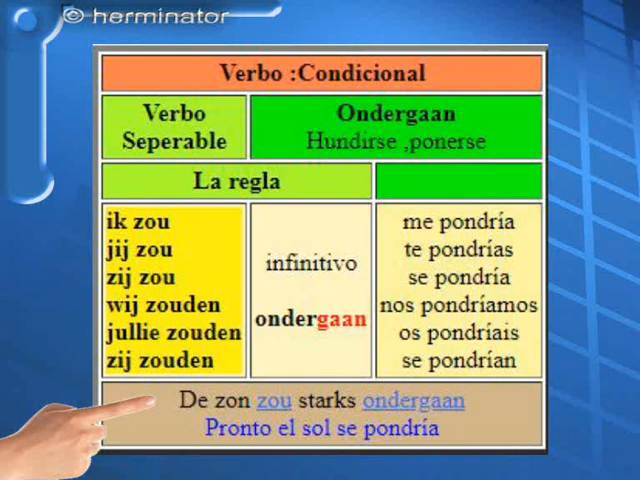 © herminator
Verbo :Condicional
Verbo
Seperable
Ondergaan
Hundirse ,ponerse
La regla
ik zou
jij zou
zij zou
wij zouden
jullie zouden
zij zouden
infinitivo
ondergaan
me pondría
te pondrías
se pondría
nos pondríamos
os pondríais
se pondrían
De zon zou starks ondergaan
Pronto el sol se pondría